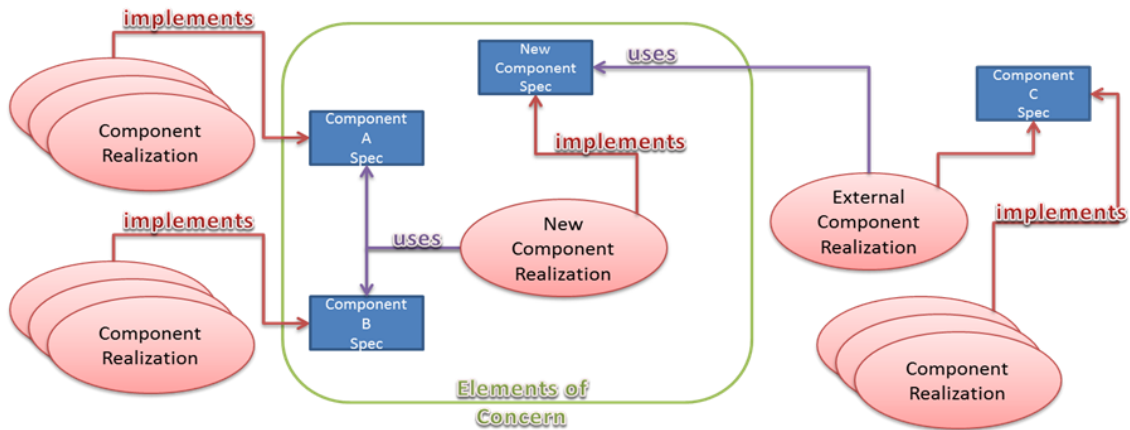 implements
Component
Realization
implements
Component
Realization
Component
A
Spec
Component
B
Spec
New
Component
Spec
implements
uses
New
Component
Realization
Elements of
Concern
uses
External
Component
Realization
Component
C
Spec
implements
Component
Realization